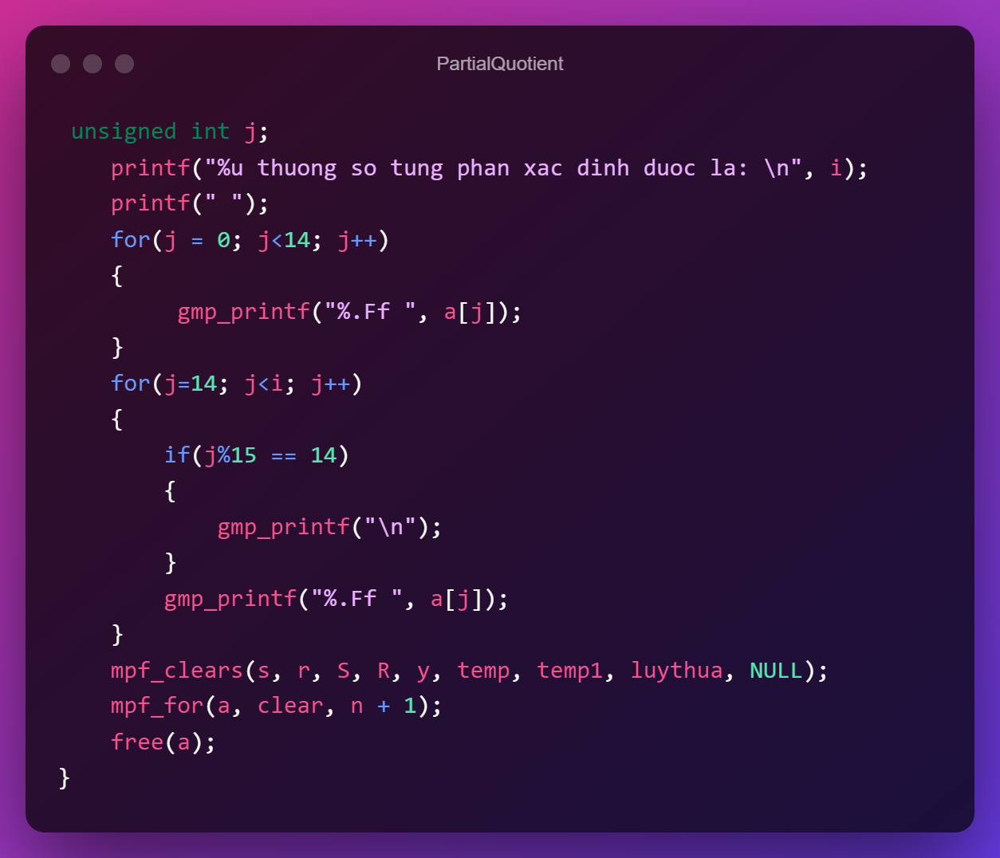 PartialQuotient
unsigned int j;
printf("%u thuong so tung phan xac dinh duoc la: \n", i);
printf(" ");
for(j = 0; j<14; j++)
{
gmp_printf("%.Ff ", a[j]);
}
for(j=14; j<i; j++)
{
if(j%15 == 14)
{
gmp_printf("\n");
}
gmp_printf("%.Ff ", a[j]);
}
mpf_clears(s, r, S, R, y, temp, temp1, luythua, NULL);
mpf_for(a, clear, n + 1);
free(a);
}